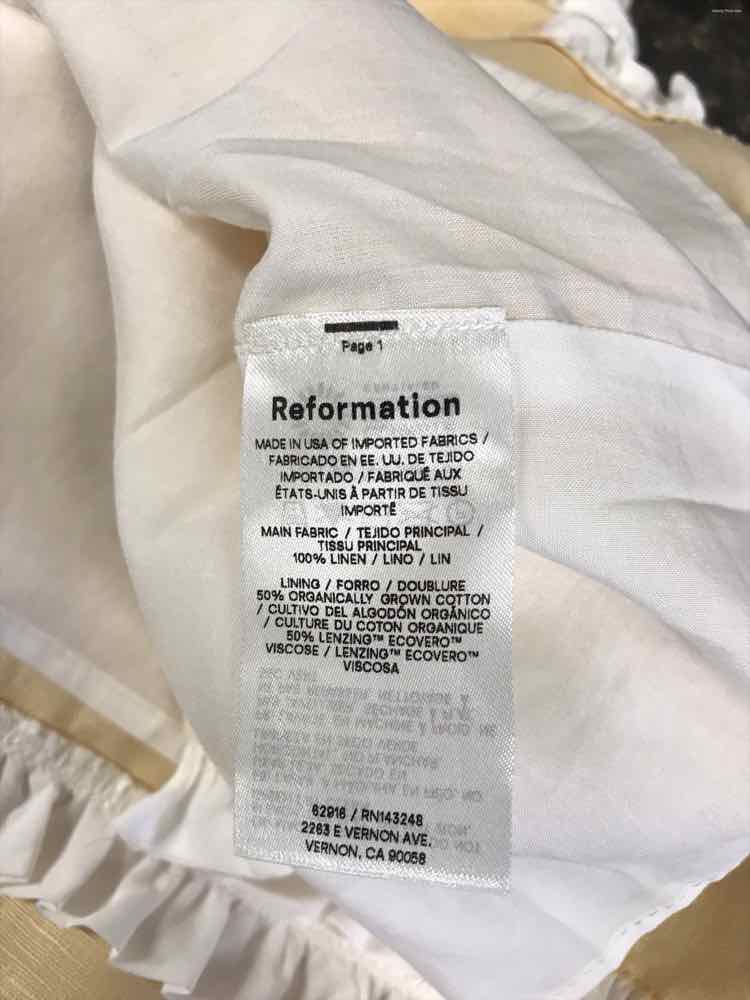 Page 1
Reformation
MADE IN USA OF IMPORTED FABRICS /
FABRICADO EN EE. UU. DE TEJIDO
IMPORTADO / FABRIQUÉ AUX
ÉTATS-UNIS À PARTIR DE TISSU
IMPORTÉ
MAIN FABRIC / TEJIDO PRINCIPAL /
TISSU PRINCIPAL
100% LINEN / LINO / LIN
LINING / FORRO / DOUBLURE
50% ORGANICALLY GROWN COTTON
/ CULTIVO DEL ALGODÓN ORGÁNICO
/ CULTURE DU COTON ORGANIQUE
50% LENZING™ ECOVERO™
VISCOSE / LENZING™ ECOVERO™
VISCOSA
62916 / RN143248
2263 E VERNON AVE.
VERNON, CA 90058